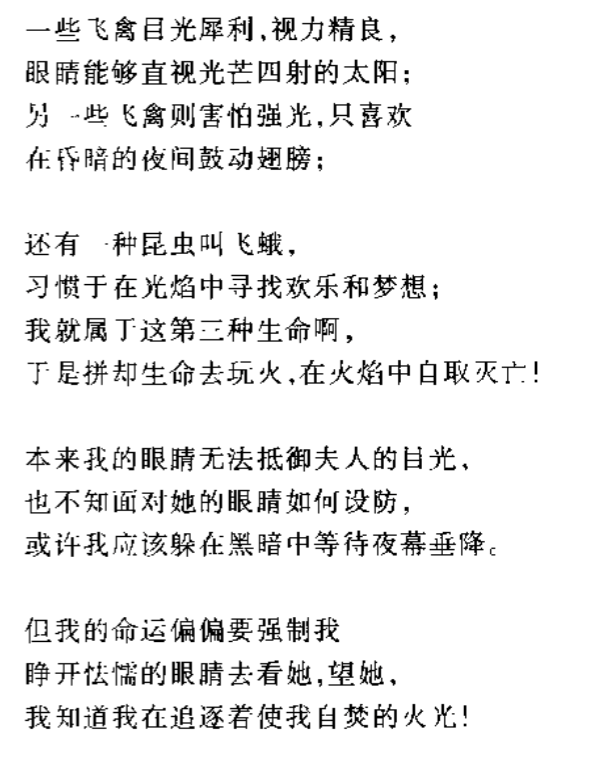 一些飞禽目光犀利,视力精良,
眼睛能够直视光芒四射的太阳;
另一些飞禽则害怕强光,只喜欢
在昏暗的夜间鼓动翅膀;
还有一种昆虫叫飞蛾,
习惯于在光焰中寻找欢乐和梦想;
我就属于这第三种生命啊,
于是拼却生命去玩火,在火焰中自取灭亡!
本来我的眼睛无法抵御夫人的目光,
也不知面对她的眼睛如何设防,
或许我应该躲在黑暗中等待夜幕垂降。
但我的命运偏偏要强制我
睁开怯懦的眼睛去看她,望她,
我知道我在追逐着使我自焚的火光!